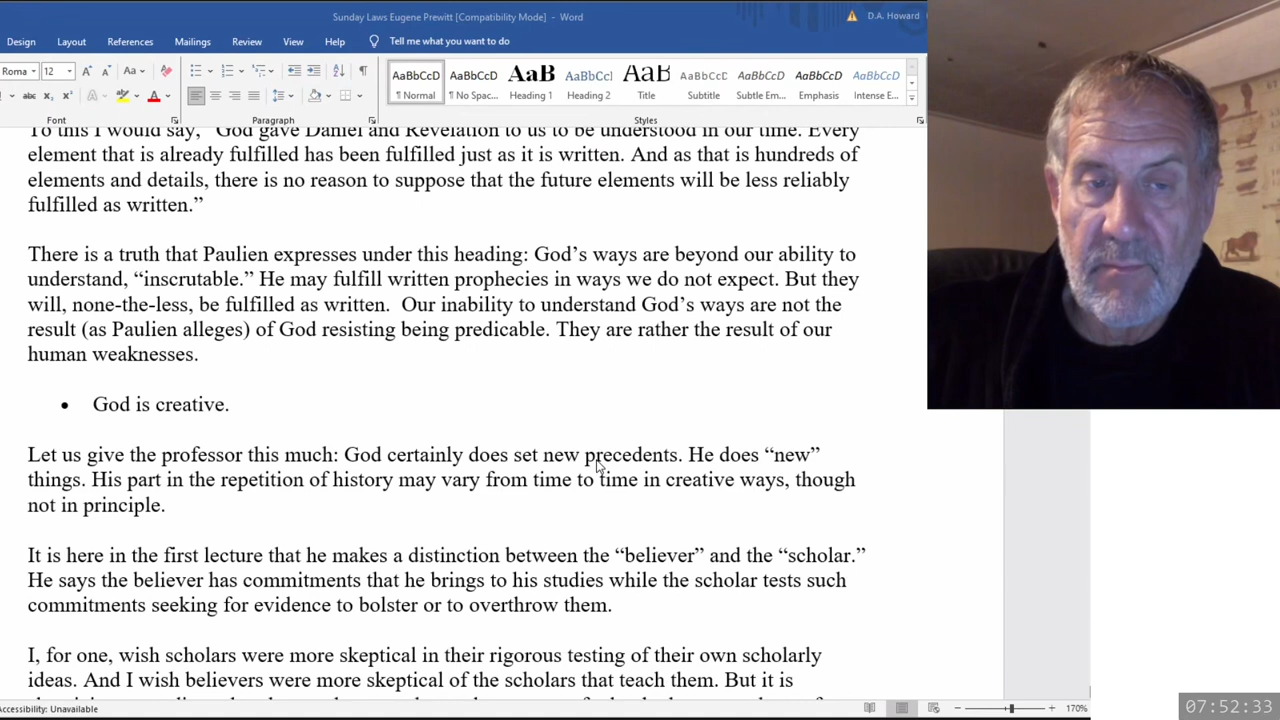 Sunday Laws Eugene Prewitt [Compatibility Mode] - Word
D.A. Howard
Design Layout References Mailings Review View Help Tell me what you want to do
Roma 12 Aa
AaBbCcD AaBbCcD AaB AaBbCc AaB AaBbCcD AaBbCcD AaBbCcD AaBbCcD
¶ Normal ¶ No Spac... Heading 1 Heading 2 Title Subtitle Subtle Em... Emphasis Intense E...
Font Paragraph Styles
To this I would say, “God gave Daniel and Revelation to us to be understood in our time. Every
element that is already fulfilled has been fulfilled just as it is written. And as that is hundreds of
elements and details, there is no reason to suppose that the future elements will be less reliably
fulfilled as written.”
There is a truth that Paulien expresses under this heading: God’s ways are beyond our ability to
understand, “inscrutable.” He may fulfill written prophecies in ways we do not expect. But they
will, none-the-less, be fulfilled as written. Our inability to understand God’s ways are not the
result (as Paulien alleges) of God resisting being predicable. They are rather the result of our
human weaknesses.
• God is creative.
Let us give the professor this much: God certainly does set new precedents. He does “new”
things. His part in the repetition of history may vary from time to time in creative ways, though
not in principle.
It is here in the first lecture that he makes a distinction between the “believer” and the “scholar.”
He says the believer has commitments that he brings to his studies while the scholar tests such
commitments seeking for evidence to bolster or to overthrow them.
I, for one, wish scholars were more skeptical in their rigorous testing of their own scholarly
ideas. And I wish believers were more skeptical of the scholars that teach them. But it is
Accessibility: Unavailable
170%
07:52:33